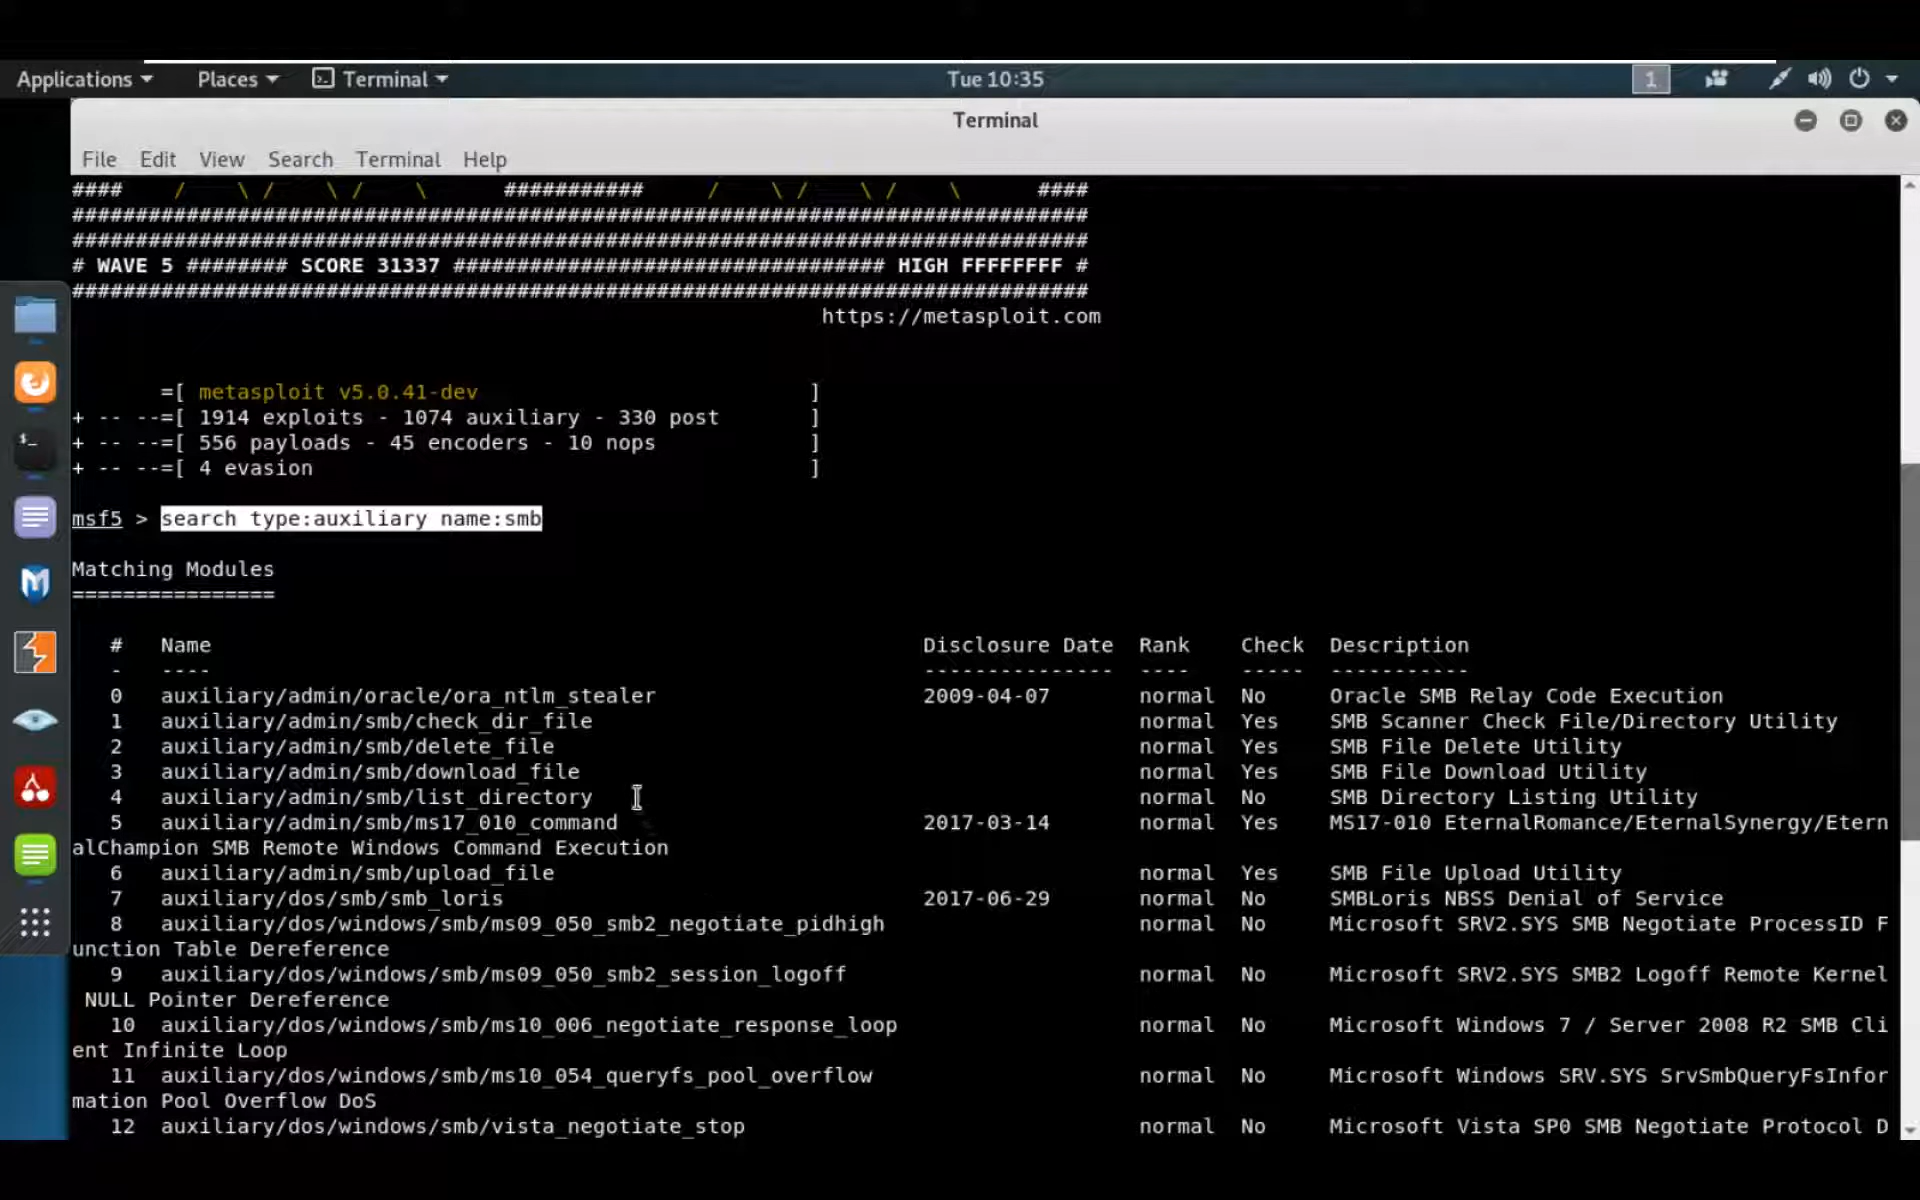 Applications Places Terminal Tue 10:35 1
Terminal
File Edit View Search Terminal Help
####    /    \ /    \ /    \      ###########     /    \ /    \ /    \      ####
################################################################################
################################################################################
# WAVE 5 ######## SCORE 31337 ################################## HIGH FFFFFFFF #
################################################################################
https://metasploit.com
=[ metasploit v5.0.41-dev ]
+ -- --=[ 1914 exploits - 1074 auxiliary - 330 post ]
+ -- --=[ 556 payloads - 45 encoders - 10 nops ]
+ -- --=[ 4 evasion ]
msf5 > search type:auxiliary name:smb
Matching Modules
================
# Name Disclosure Date Rank Check Description
- ---- --------------- ---- ----- -----------
0 auxiliary/admin/oracle/ora_ntlm_stealer 2009-04-07 normal No Oracle SMB Relay Code Execution
1 auxiliary/admin/smb/check_dir_file normal Yes SMB Scanner Check File/Directory Utility
2 auxiliary/admin/smb/delete_file normal Yes SMB File Delete Utility
3 auxiliary/admin/smb/download_file normal Yes SMB File Download Utility
4 auxiliary/admin/smb/list_directory normal No SMB Directory Listing Utility
5 auxiliary/admin/smb/ms17_010_command 2017-03-14 normal Yes MS17-010 EternalRomance/EternalSynergy/Etern
alChampion SMB Remote Windows Command Execution
6 auxiliary/admin/smb/upload_file normal Yes SMB File Upload Utility
7 auxiliary/dos/smb/smb_loris 2017-06-29 normal No SMBLoris NBSS Denial of Service
8 auxiliary/dos/windows/smb/ms09_050_smb2_negotiate_pidhigh normal No Microsoft SRV2.SYS SMB Negotiate ProcessID F
unction Table Dereference
9 auxiliary/dos/windows/smb/ms09_050_smb2_session_logoff normal No Microsoft SRV2.SYS SMB2 Logoff Remote Kernel
NULL Pointer Dereference
10 auxiliary/dos/windows/smb/ms10_006_negotiate_response_loop normal No Microsoft Windows 7 / Server 2008 R2 SMB Cli
ent Infinite Loop
11 auxiliary/dos/windows/smb/ms10_054_queryfs_pool_overflow normal No Microsoft Windows SRV.SYS SrvSmbQueryFsInfor
mation Pool Overflow DoS
12 auxiliary/dos/windows/smb/vista_negotiate_stop normal No Microsoft Vista SP0 SMB Negotiate Protocol D